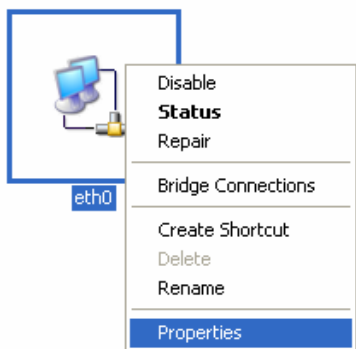 Disable
Status
Repair
Bridge Connections
eth0
Create Shortcut
Delete
Rename
Properties